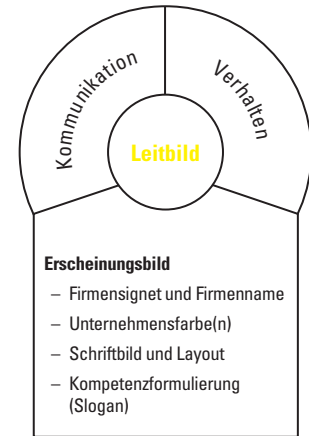 Kommunikation
Verhalten
Leitbild
Erscheinungsbild
– Firmensignet und Firmenname
– Unternehmensfarbe(n)
– Schriftbild und Layout
– Kompetenzformulierung
(Slogan)